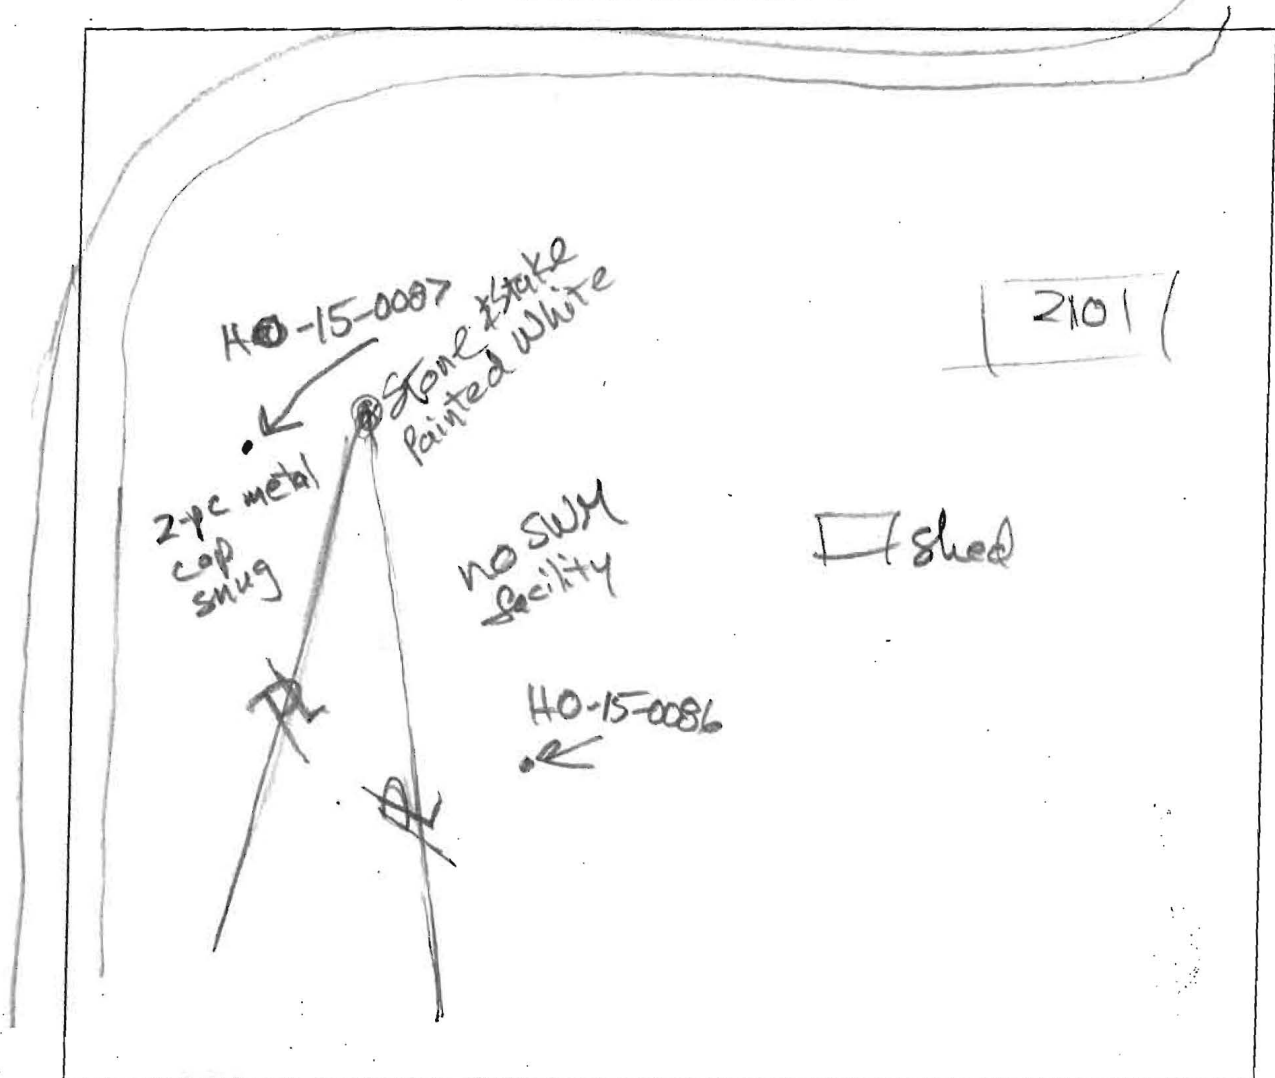 HO-15-0087
Stone & stake
Painted White
2101
2-pc metal
cap
snug
no SWM
facility
shed
PL
HO-15-0086
PL